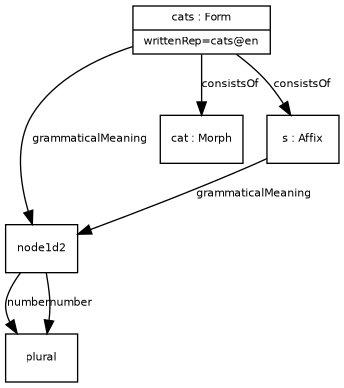 cats : Form
writtenRep=cats@en
consistsOf
consistsOf
grammaticalMeaning
cat : Morph
s : Affix
grammaticalMeaning
node1d2
number
number
plural